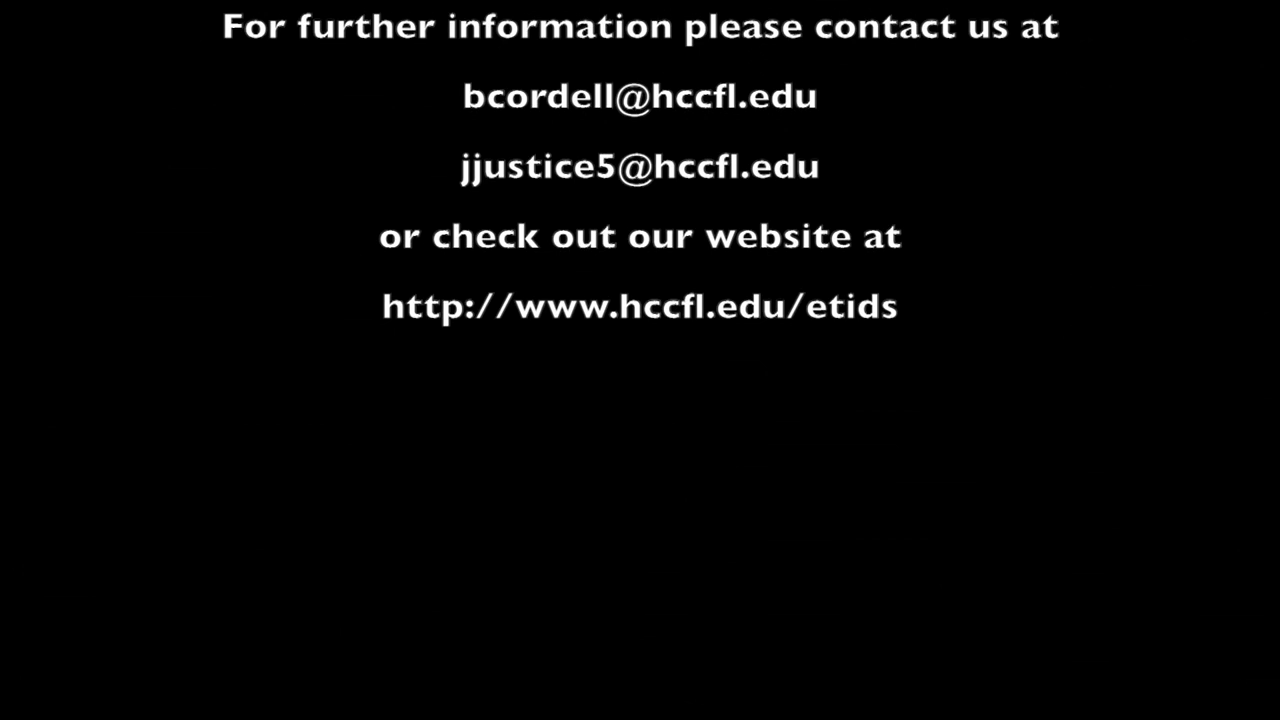 For further information please contact us at
bcordell@hccfl.edu
jjustice5@hccfl.edu
or check out our website at
http://www.hccfl.edu/etids